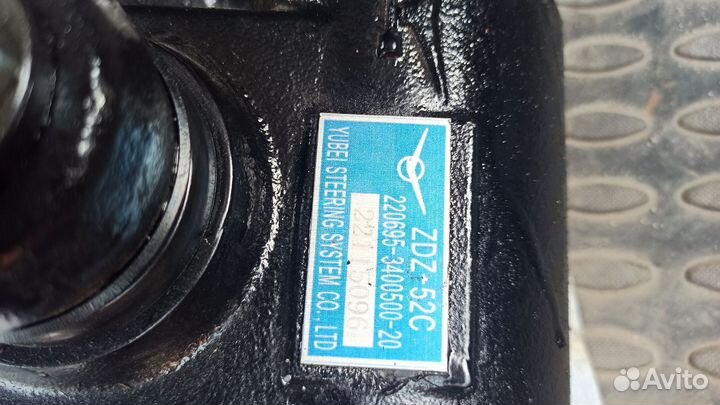 ZDZ-52C
220695-3400500-20
22115096
YUBEI STEERING SYSTEM CO., LTD
Avito